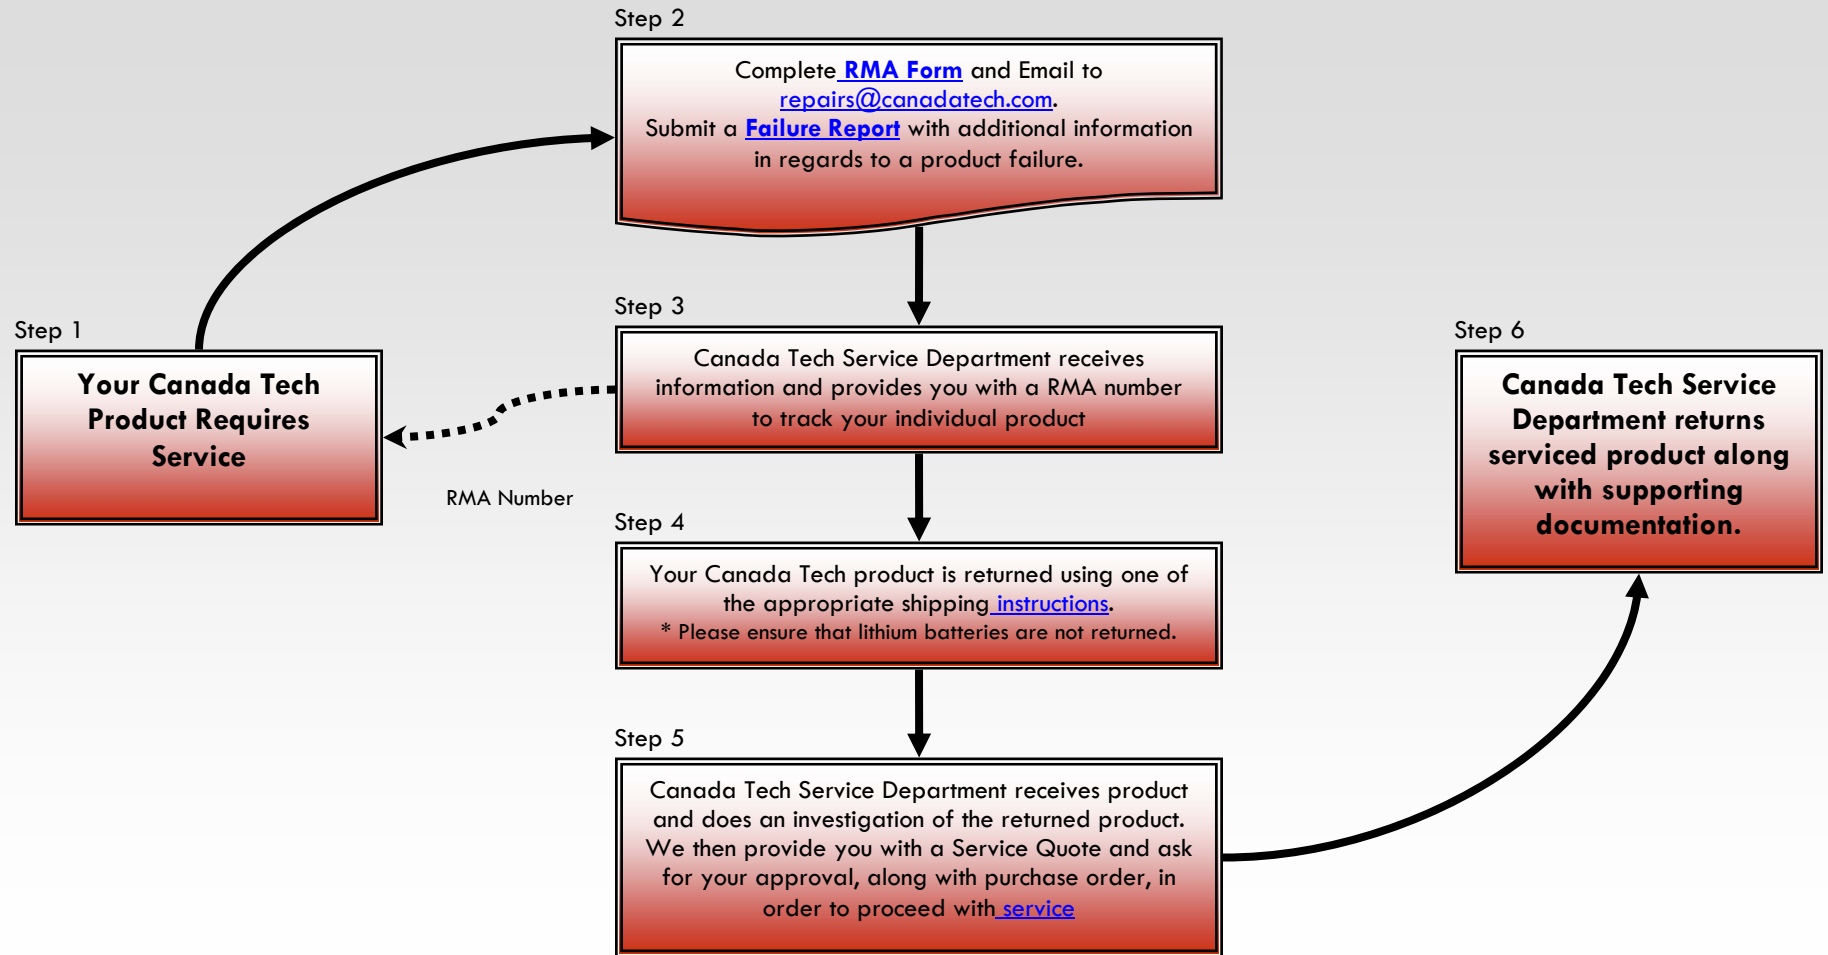 Step 1
Your Canada Tech
Product Requires
Service
Step 2
Complete RMA Form and Email to
repairs@canadatech.com.
Submit a Failure Report with additional information
in regards to a product failure.
Step 3
Canada Tech Service Department receives
information and provides you with a RMA number
to track your individual product
RMA Number
Step 4
Your Canada Tech product is returned using one of
the appropriate shipping instructions.
* Please ensure that lithium batteries are not returned.
Step 5
Canada Tech Service Department receives product
and does an investigation of the returned product.
We then provide you with a Service Quote and ask
for your approval, along with purchase order, in
order to proceed with service
Step 6
Canada Tech Service
Department returns
serviced product along
with supporting
documentation.